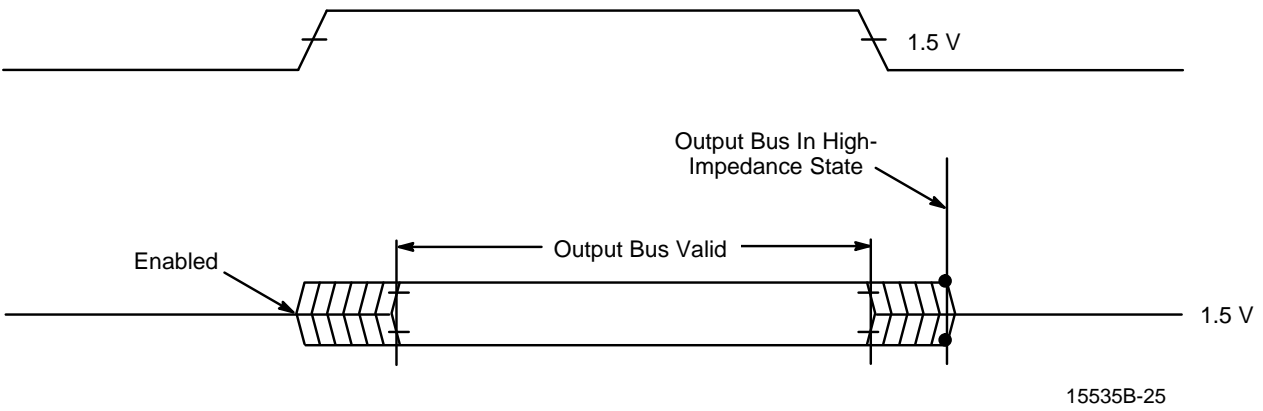 1.5 V
Output Bus In High-
Impedance State
Output Bus Valid
Enabled
1.5 V
15535B-25